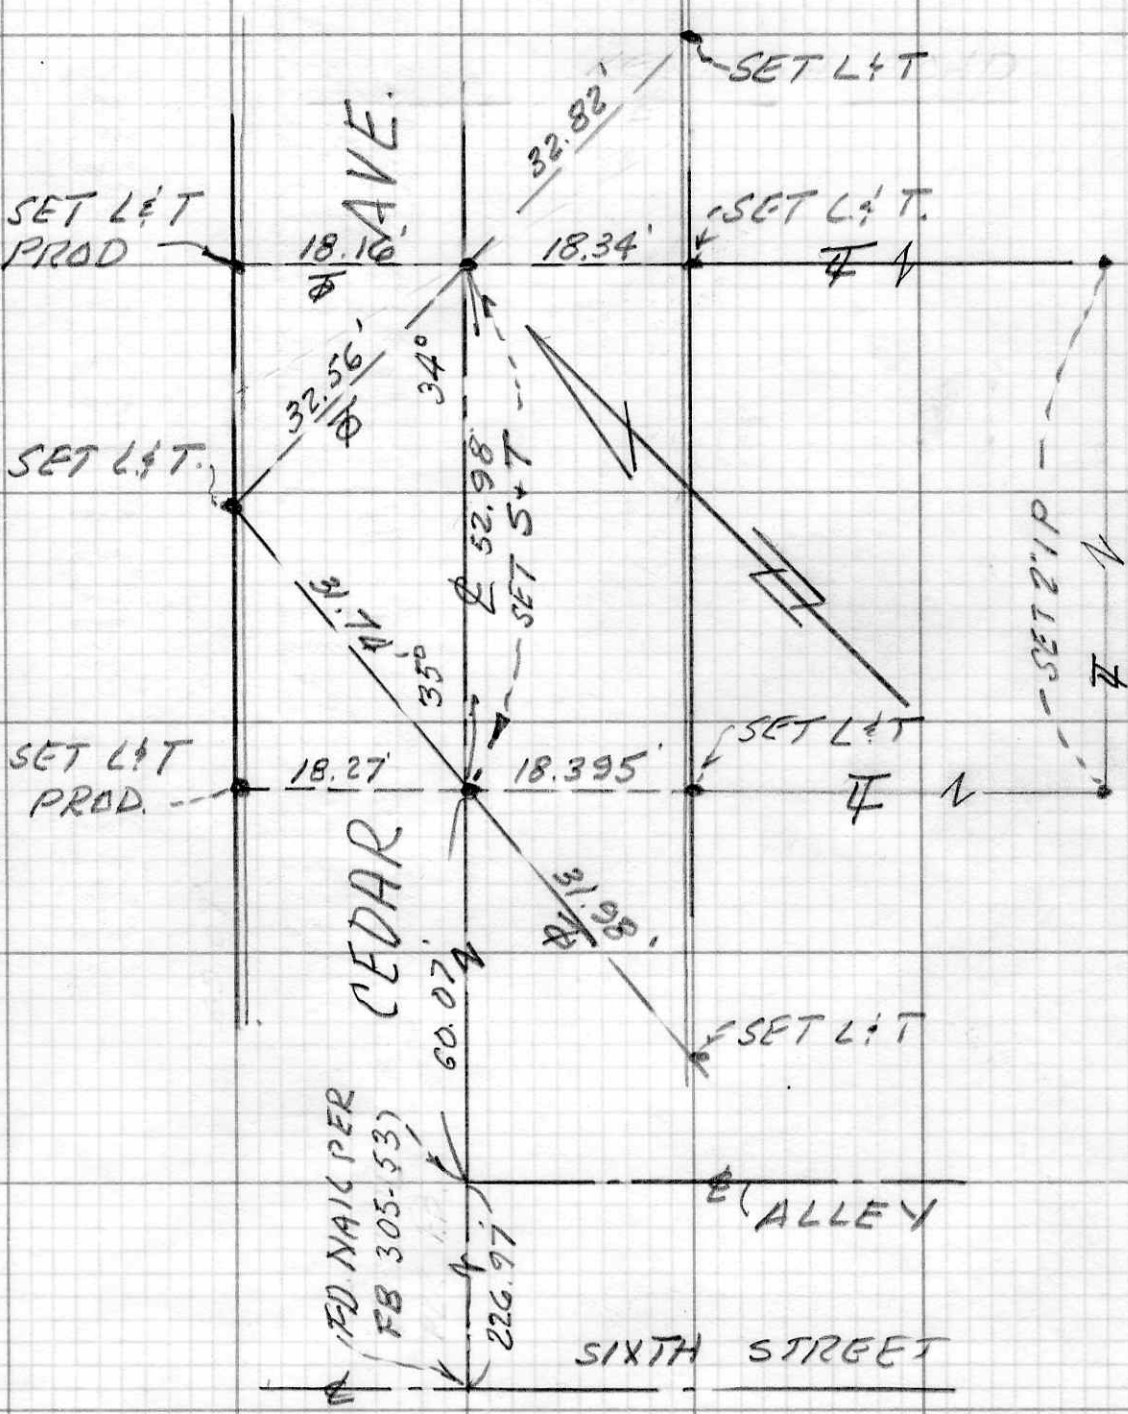 SET L&T
32.82'
AVE.
SET L&T
PROD
18.16'
18.34'
SET L&T.
34°
32.56'
SET L&T.
℄ 52.98
SET S+T
SET 2" IP
35°
SET L&T
PROD.
18.27'
18.395'
SET L&T
CEDAR
31.98'
60.07'
SET L&T
FD. NAIL PER
FB 305-53
℄
ALLEY
226.97'
SIXTH STREET
℄